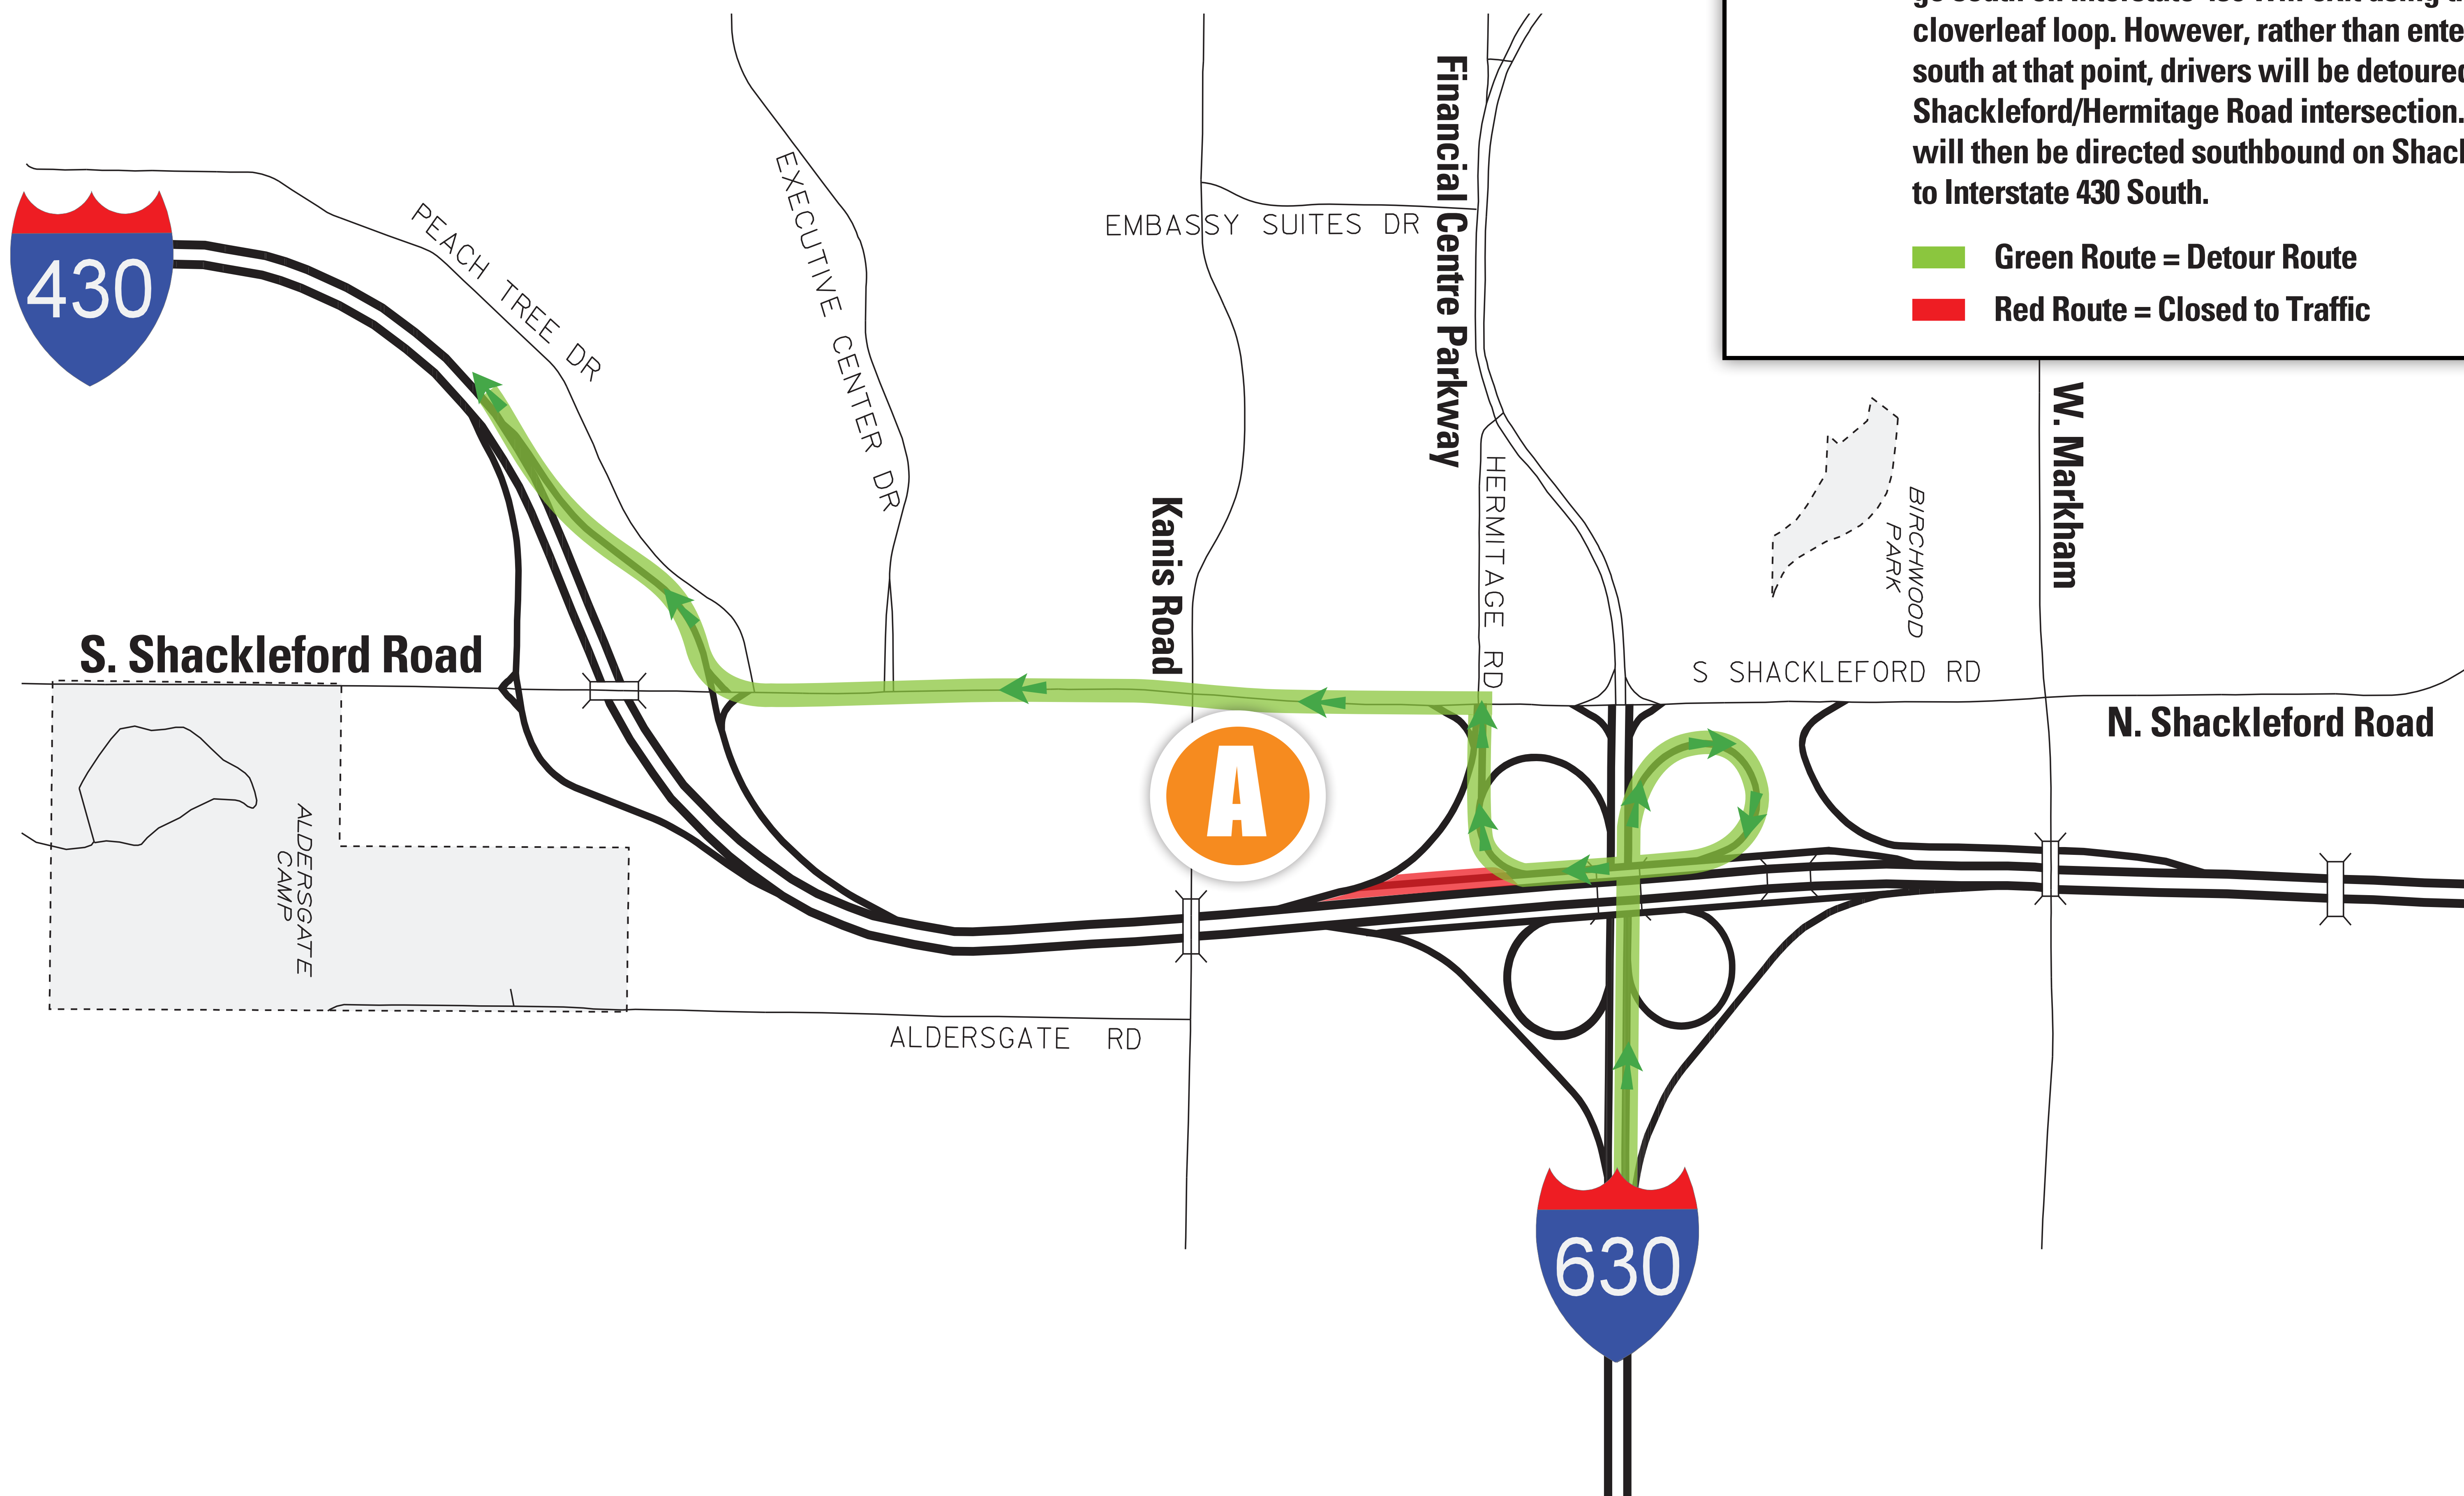 cloverleaf loop. However, rather than ente
south at that point, drivers will be detoured
Shackleford/Hermitage Road intersection.
will then be directed southbound on Shac
to Interstate 430 South.
Green Route = Detour Route
Red Route = Closed to Traffic
430
PEACH TREE DR
EXECUTIVE CENTER DR
EMBASSY SUITES DR
Financial Centre Parkway
HERMITAGE RD
Kanis Road
BIRCHWOOD
PARK
W. Markham
S. Shackleford Road
S SHACKLEFORD RD
N. Shackleford Road
A
ALDERSGATE
CAMP
ALDERSGATE RD
630